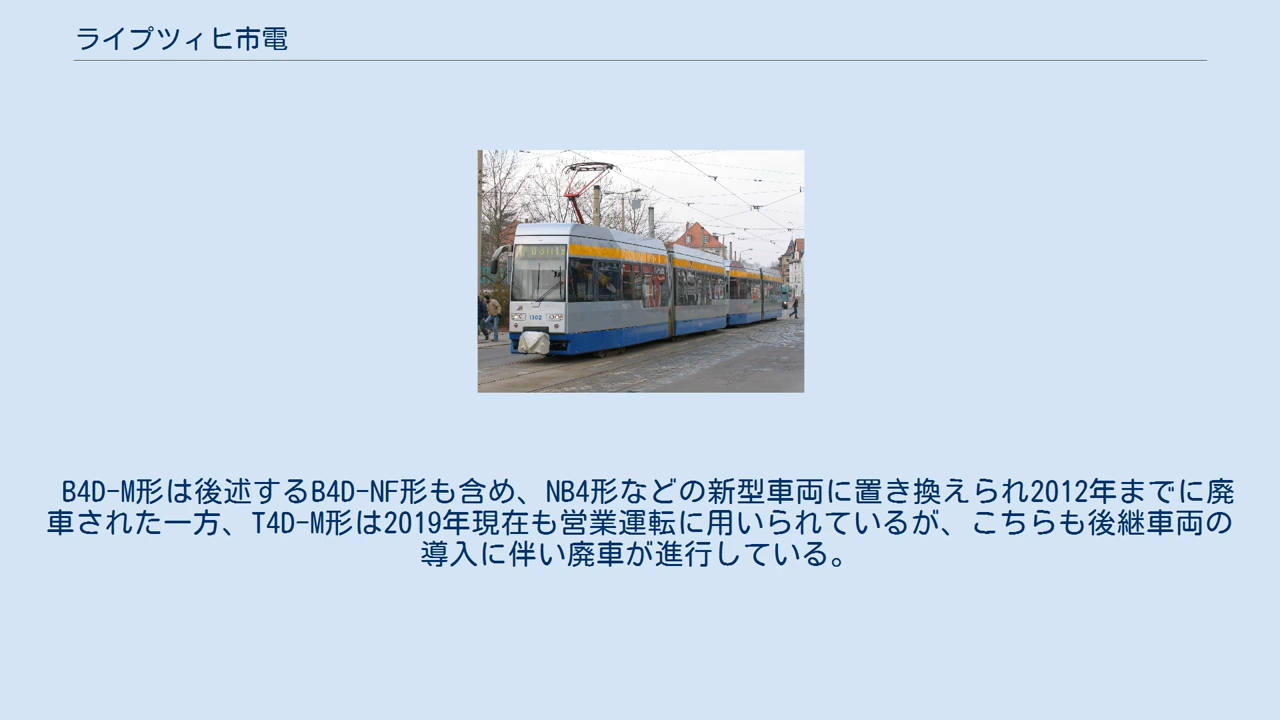 ライプツィヒ市電
1302
B4D-M形は後述するB4D-NF形も含め、NB4形などの新型車両に置き換えられ2012年までに廃
車された一方、T4D-M形は2019年現在も営業運転に用いられているが、こちらも後継車両の
導入に伴い廃車が進行している。